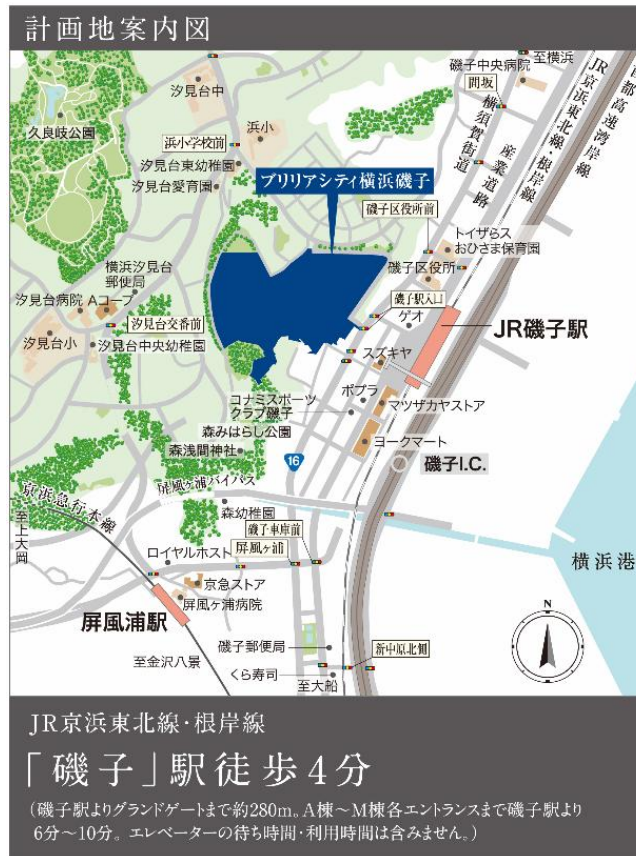 計画地案内図
至横浜
磯子中央病院
間坂
汐見台中
横須賀街道
産業道路
JR京浜東北線・根岸線
首都高速湾岸線
久良岐公園
浜小学校前
浜小
汐見台東幼稚園
汐見台愛育園
ブリリアシティ横浜磯子
磯子区役所前
トイザらス
おひさま保育園
磯子区役所
横浜汐見台
郵便局
汐見台病院
Aコープ
磯子駅入口
ゲオ
汐見台交番前
JR磯子駅
汐見台小
汐見台中央幼稚園
スズキヤ
ポプラ
コナミスポーツ
クラブ磯子
マツザカヤストア
森みはらし公園
ヨークマート
森浅間神社
16
磯子I.C.
屏風ヶ浦バイパス
京浜急行本線
至上大岡
森幼稚園
磯子車庫前
ロイヤルホスト
屏風ヶ浦
横浜港
京急ストア
屏風ヶ浦病院
屏風浦駅
N
磯子郵便局
新中原北側
至金沢八景
くら寿司
至大船
JR京浜東北線・根岸線
「磯子」駅徒歩4分
(磯子駅よりグランドゲートまで約280m。A棟～M棟各エントランスまで磯子駅より
6分～10分。エレベーターの待ち時間・利用時間は含みません。)